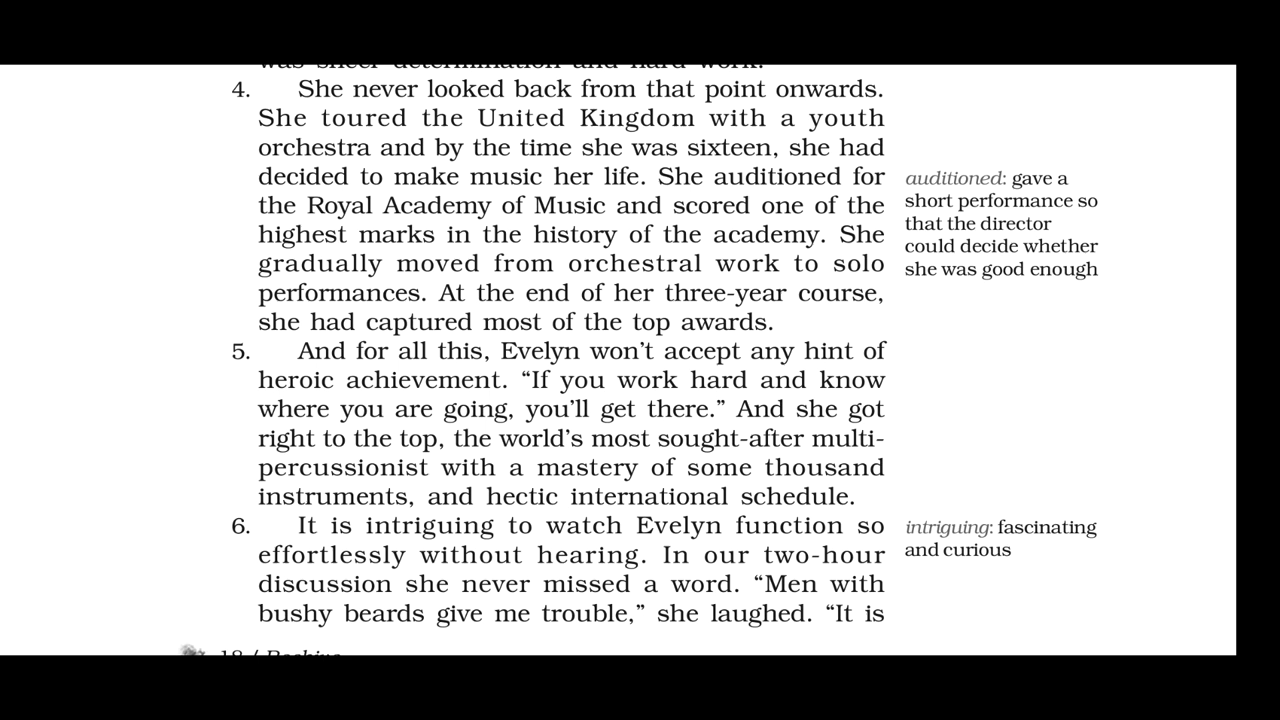 was sheer determination and hard work.
4. She never looked back from that point onwards.
She toured the United Kingdom with a youth
orchestra and by the time she was sixteen, she had
decided to make music her life. She auditioned for
the Royal Academy of Music and scored one of the
highest marks in the history of the academy. She
gradually moved from orchestral work to solo
performances. At the end of her three-year course,
she had captured most of the top awards.
auditioned: gave a
short performance so
that the director
could decide whether
she was good enough
5. And for all this, Evelyn won’t accept any hint of
heroic achievement. “If you work hard and know
where you are going, you’ll get there.” And she got
right to the top, the world’s most sought-after multi-
percussionist with a mastery of some thousand
instruments, and hectic international schedule.
6. It is intriguing to watch Evelyn function so
effortlessly without hearing. In our two-hour
discussion she never missed a word. “Men with
bushy beards give me trouble,” she laughed. “It is
intriguing: fascinating
and curious
18 / Beehive